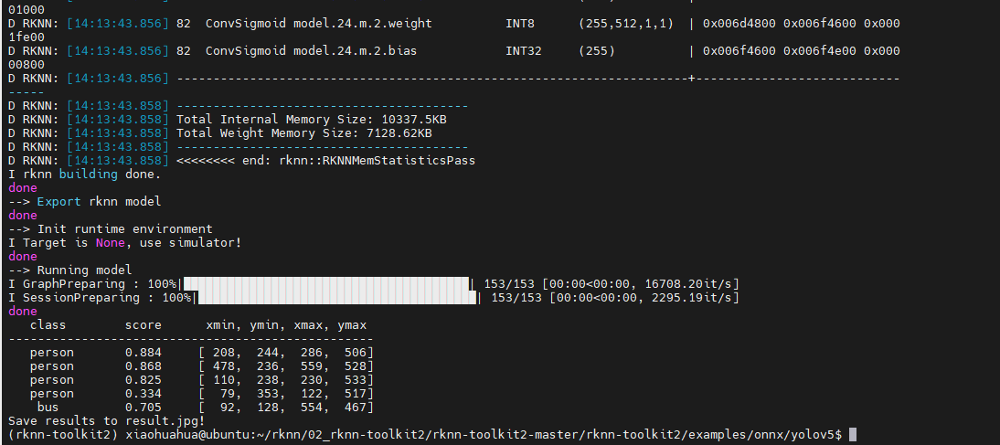 01000
D RKNN: [14:13:43.856] 82  ConvSigmoid model.24.m.2.weight          INT8     (255,512,1,1)  | 0x006d4800 0x006f4600 0x000
1fe00
D RKNN: [14:13:43.856] 82  ConvSigmoid model.24.m.2.bias            INT32    (255)          | 0x006f4600 0x006f4e00 0x000
00800
D RKNN: [14:13:43.856] ----------------------------------------------------------------------+----------------------------
-----
D RKNN: [14:13:43.858] ----------------------------------------
D RKNN: [14:13:43.858] Total Internal Memory Size: 10337.5KB
D RKNN: [14:13:43.858] Total Weight Memory Size: 7128.62KB
D RKNN: [14:13:43.858] ----------------------------------------
D RKNN: [14:13:43.858] <<<<<<<< end: rknn::RKNNMemStatisticsPass
I rknn building done.
done
--> Export rknn model
done
--> Init runtime environment
I Target is None, use simulator!
done
--> Running model
I GraphPreparing : 100%|███████████████████████████████████████| 153/153 [00:00<00:00, 16708.20it/s]
I SessionPreparing : 100%|██████████████████████████████████████| 153/153 [00:00<00:00, 2295.19it/s]
done
   class        score      xmin, ymin, xmax, ymax
--------------------------------------------------
   person       0.884     [ 208,  244,  286,  506]
   person       0.868     [ 478,  236,  559,  528]
   person       0.825     [ 110,  238,  230,  533]
   person       0.334     [  79,  353,  122,  517]
    bus         0.705     [  92,  128,  554,  467]
Save results to result.jpg!
(rknn-toolkit2) xiaohuahua@ubuntu:~/rknn/02_rknn-toolkit2/rknn-toolkit2-master/rknn-toolkit2/examples/onnx/yolov5$